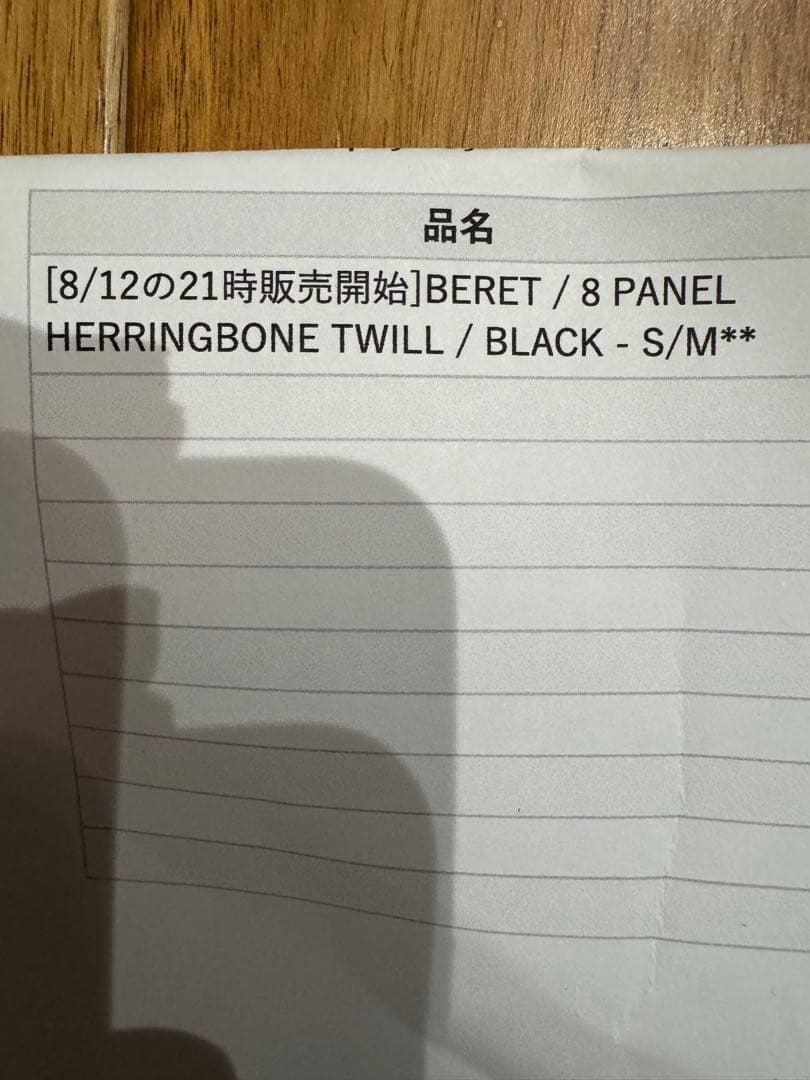 品名
[8/12の21時販売開始]BERET / 8 PANEL
HERRINGBONE TWILL / BLACK - S/M**